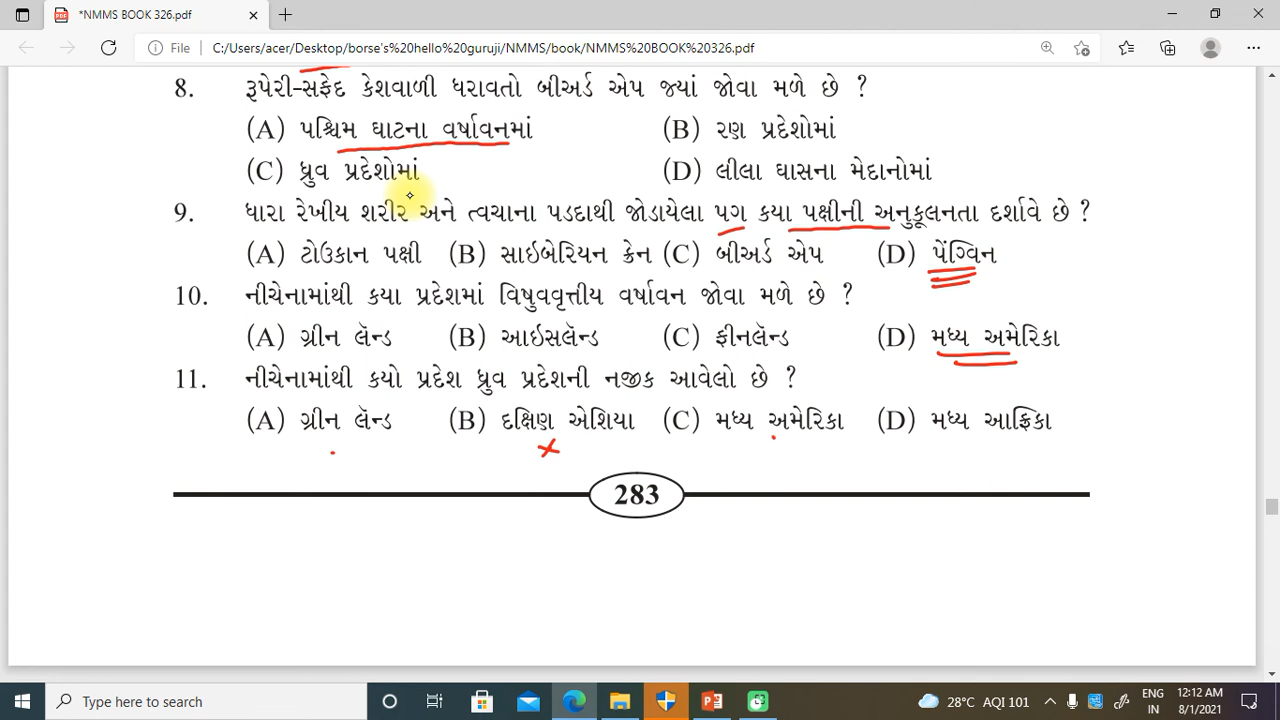 *NMMS BOOK 326.pdf
File C:/Users/acer/Desktop/borse's%20hello%20guruji/NMMS/book/NMMS%20BOOK%20326.pdf
8. રૂપેરી-સફેદ કેશવાળી ધરાવતો બીઅર્ડ એપ જ્યાં જોવા મળે છે ?
(A) પશ્ચિમ ઘાટના વર્ષાવનમાં (B) રણ પ્રદેશોમાં
(C) ધ્રુવ પ્રદેશોમાં (D) લીલા ઘાસના મેદાનોમાં
9. ધારા રેખીય શરીર અને ત્વચાના પડદાથી જોડાયેલા પગ કયા પક્ષીની અનુકૂલનતા દર્શાવે છે ?
(A) ટોઉકાન પક્ષી (B) સાઇબેરિયન ક્રેન (C) બીઅર્ડ એપ (D) પેંગ્વિન
10. નીચેનામાંથી કયા પ્રદેશમાં વિષુવવૃત્તીય વર્ષાવન જોવા મળે છે ?
(A) ગ્રીન લૅન્ડ (B) આઇસલૅન્ડ (C) ફીનલૅન્ડ (D) મધ્ય અમેરિકા
11. નીચેનામાંથી કયો પ્રદેશ ધ્રુવ પ્રદેશની નજીક આવેલો છે ?
(A) ગ્રીન લૅન્ડ (B) દક્ષિણ એશિયા (C) મધ્ય અમેરિકા (D) મધ્ય આફ્રિકા
283
Type here to search
28°C AQI 101
ENG
IN
12:12 AM
8/1/2021